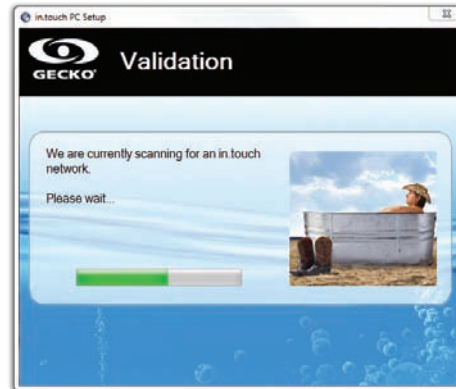 in.touch PC Setup
GECKO
Validation
We are currently scanning for an in.touch
network.
Please wait...